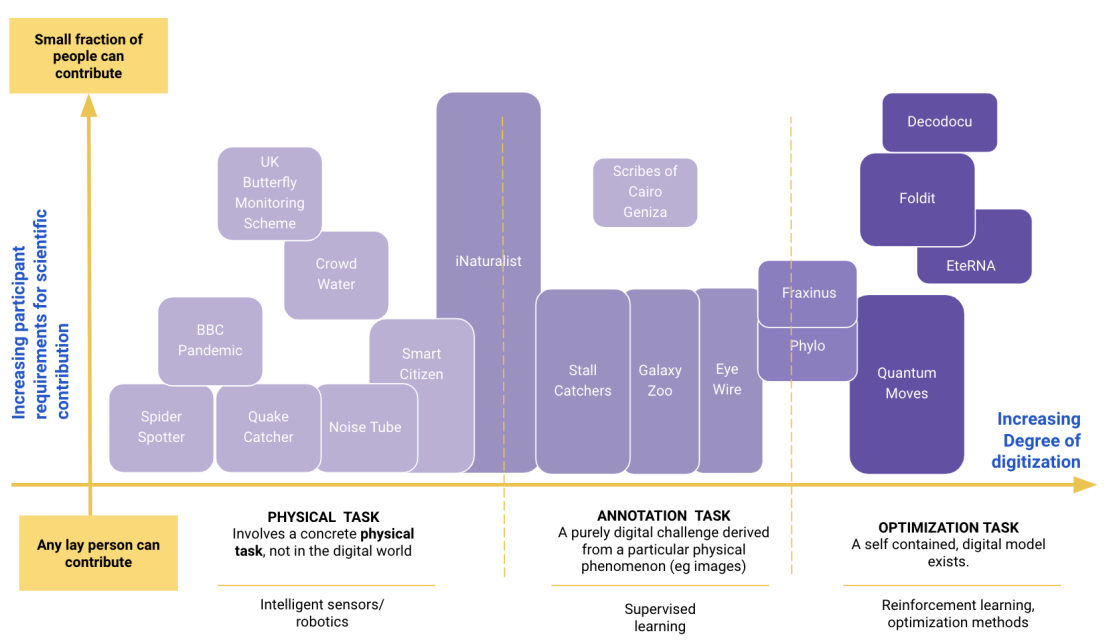 Small fraction of
people can
contribute
Increasing participant
requirements for scientific
contribution
Any lay person can
contribute
UK
Butterfly
Monitoring
Scheme
Crowd
Water
BBC
Pandemic
Smart
Citizen
Spider
Spotter
Quake
Catcher
Noise Tube
iNaturalist
Scribes of
Cairo
Geniza
Stall
Catchers
Galaxy
Zoo
Eye
Wire
Fraxinus
Phylo
Decodocu
Foldit
EteRNA
Quantum
Moves
Increasing
Degree of
digitization
PHYSICAL TASK
Involves a concrete physical
task, not in the digital world
Intelligent sensors/
robotics
ANNOTATION TASK
A purely digital challenge derived
from a particular physical
phenomenon (eg images)
Supervised
learning
OPTIMIZATION TASK
A self contained, digital model
exists.
Reinforcement learning,
optimization methods